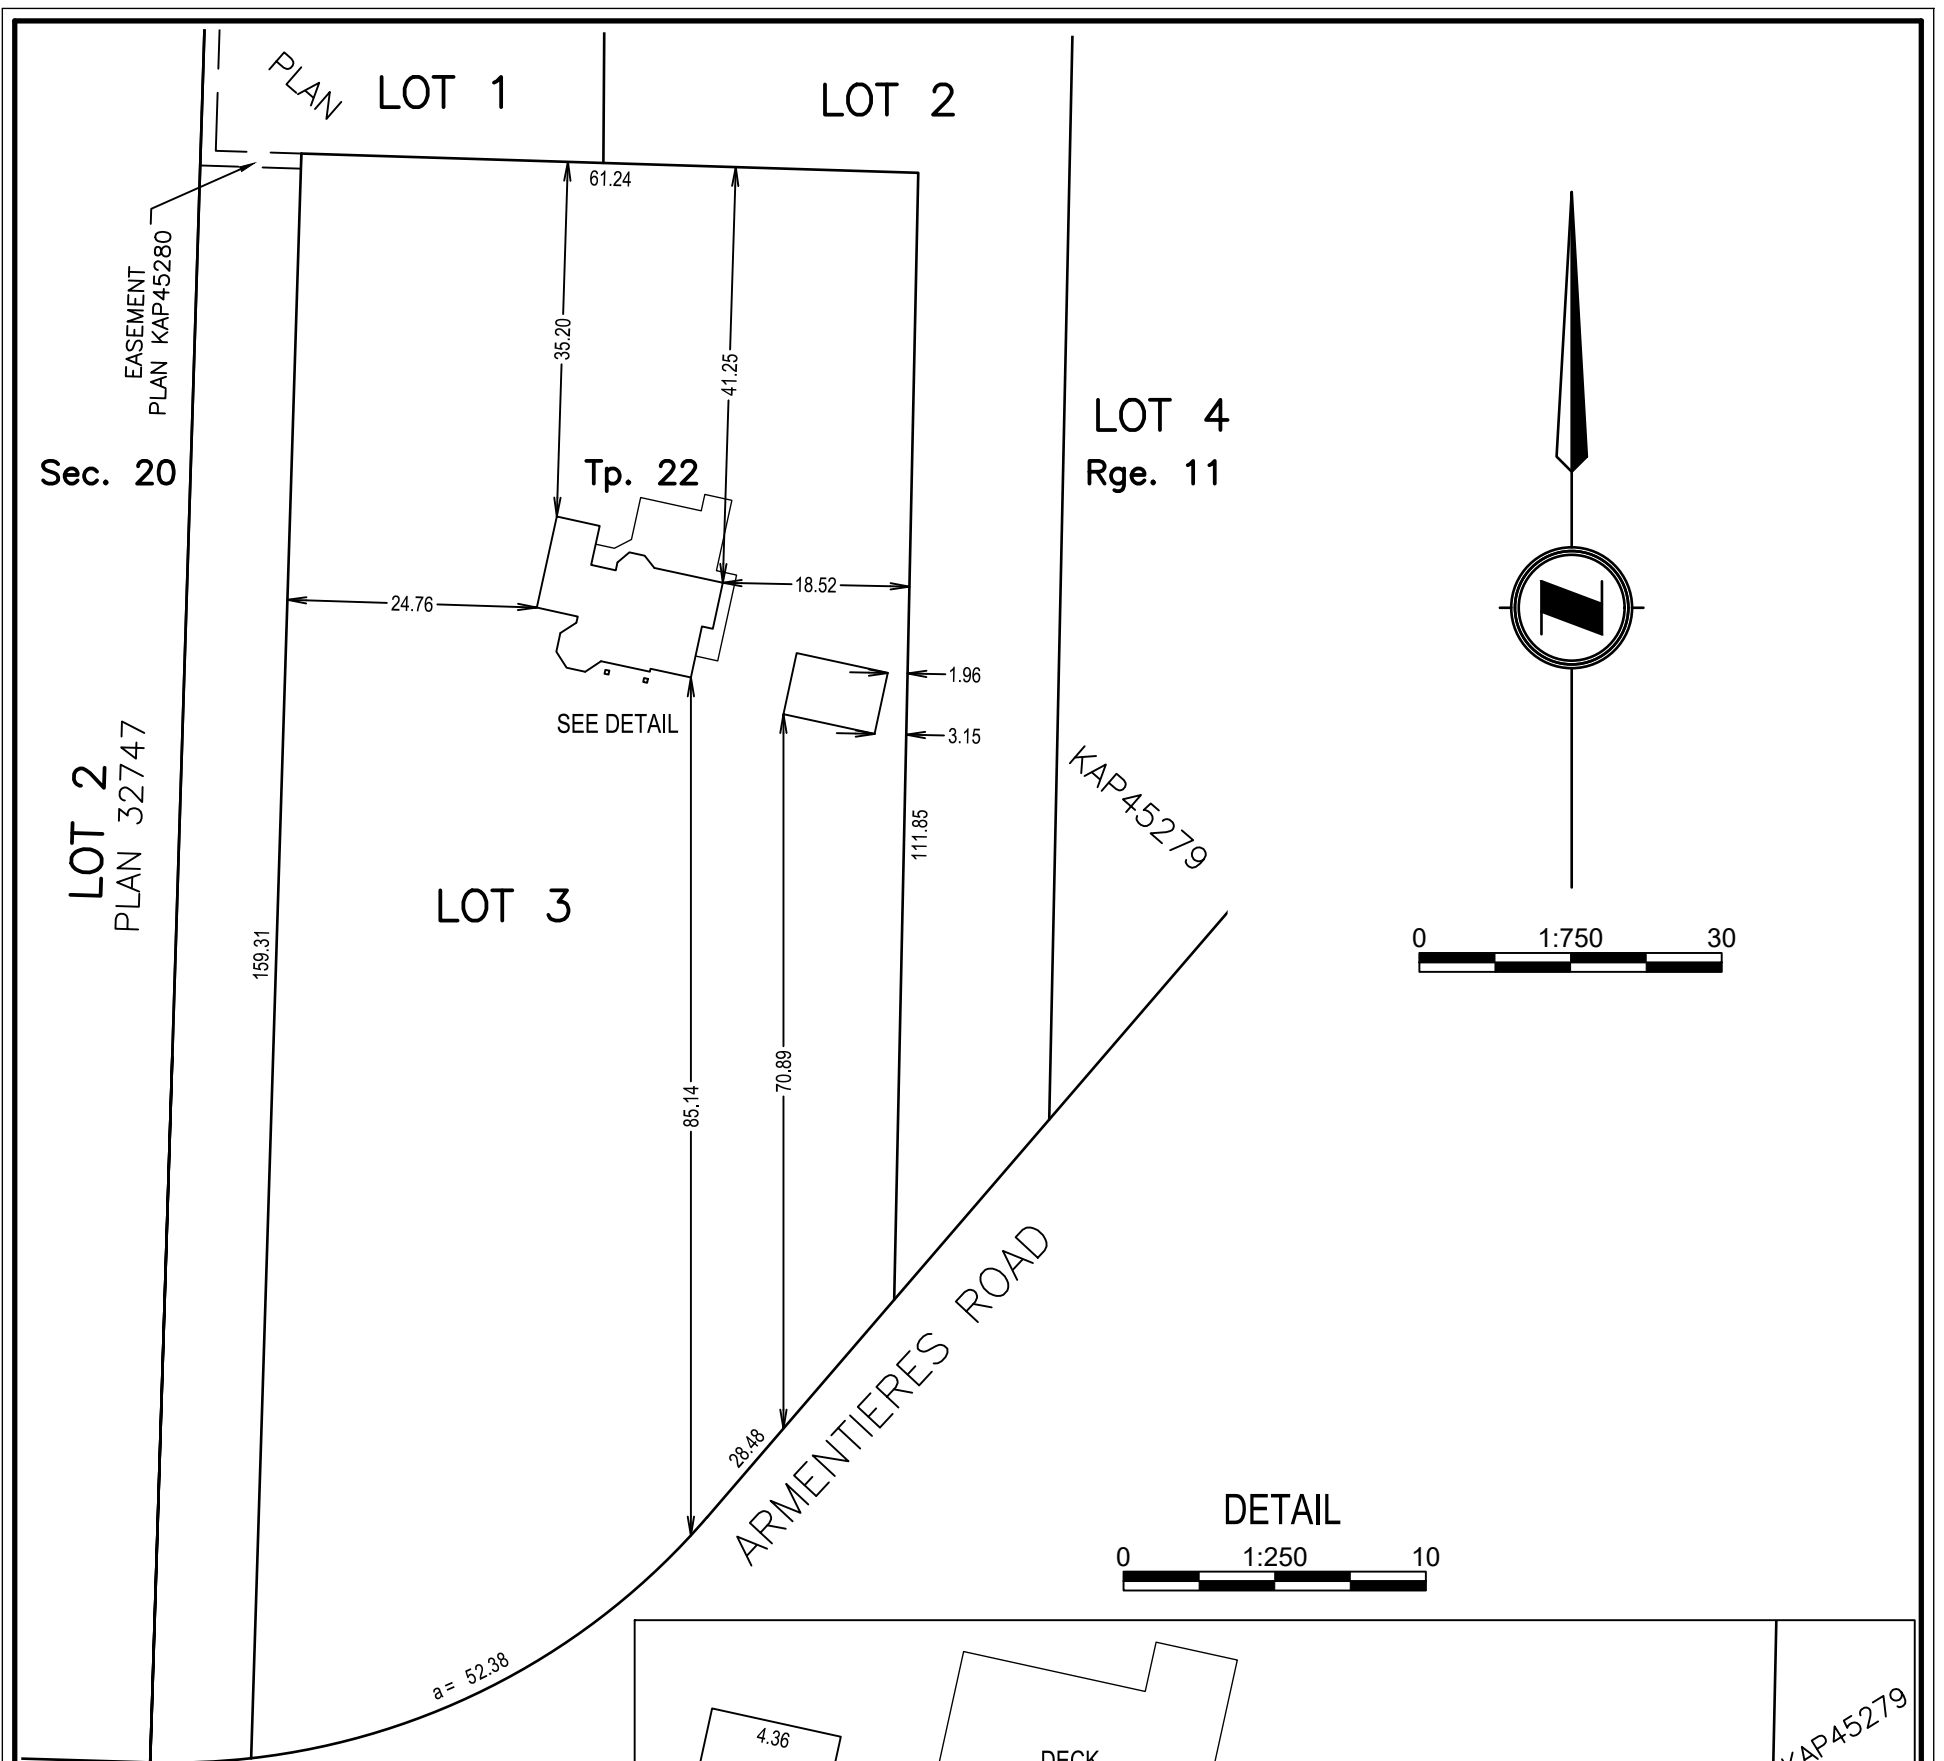 PLAN
LOT 1
LOT 2
61.24
EASEMENT
PLAN KAP45280
35.20
41.25
LOT 4
Sec. 20
Tp. 22
Rge. 11
24.76
18.52
1.96
SEE DETAIL
3.15
LOT 2
PLAN 32747
KAP45279
111.85
LOT 3
159.31
0 1:750 30
70.89
85.14
28.48
ARMENTIERES ROAD
DETAIL
0 1:250 10
a= 52.38
4.36
DECK
KAP45279